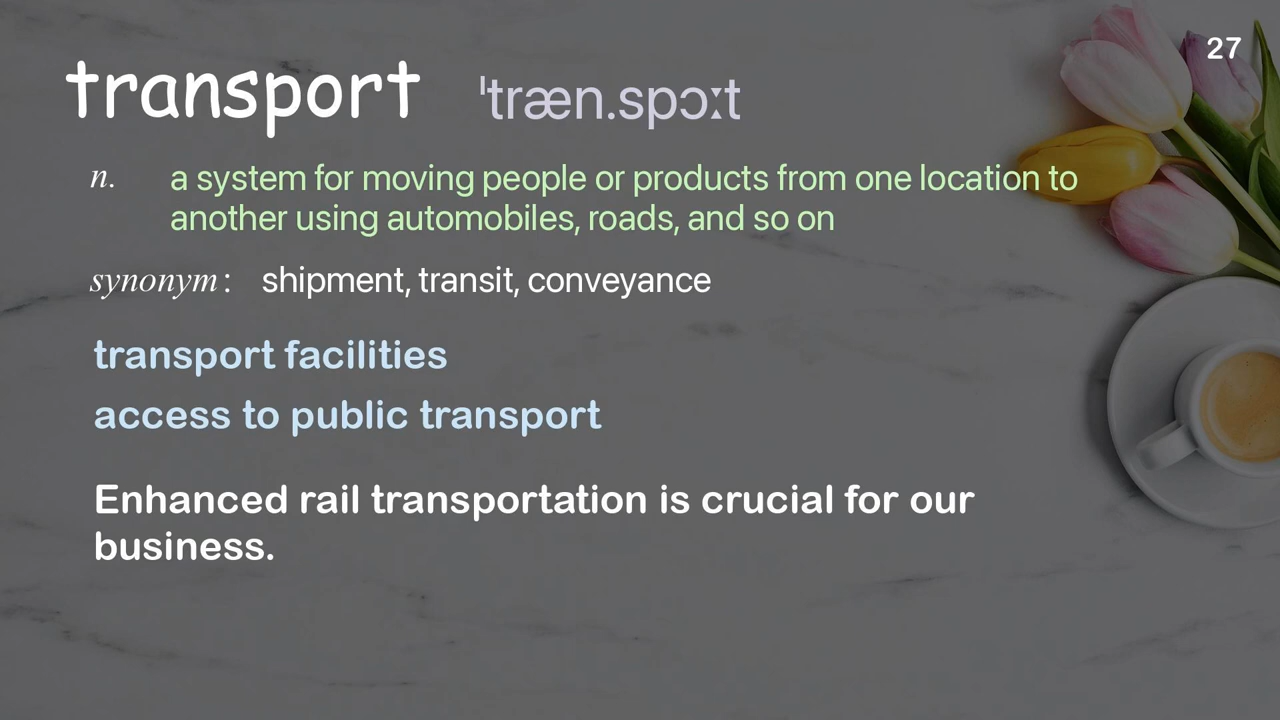 27
transport ˈtræn.spɔːt
n. a system for moving people or products from one location to
another using automobiles, roads, and so on
synonym: shipment, transit, conveyance
transport facilities
access to public transport
Enhanced rail transportation is crucial for our
business.